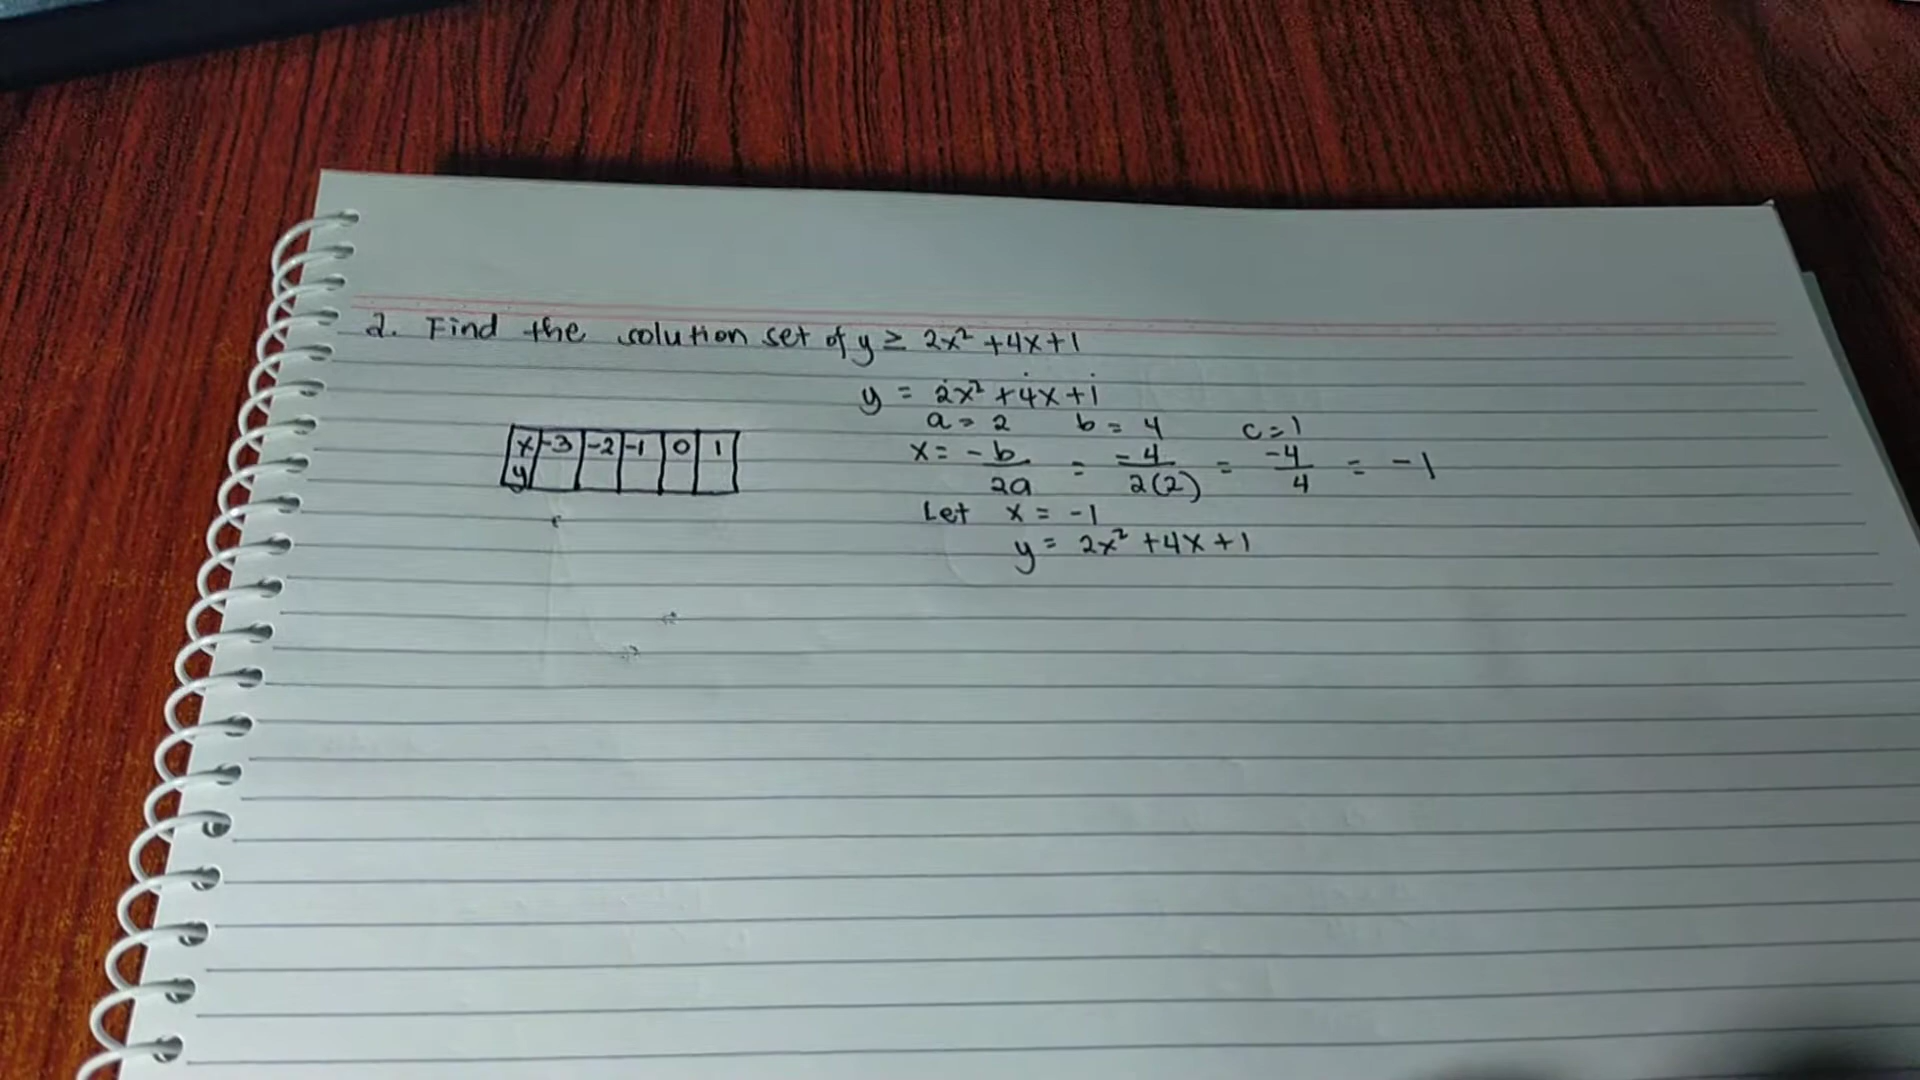 2. Find the solution set of y ≥ 2x² + 4x + 1
y = 2x² + 4x + 1
a = 2 b = 4 c = 1
x -3 -2 -1 0 1
y
x = -b/2a = -4/2(2) = -4/4 = -1
Let x = -1
y = 2x² + 4x + 1